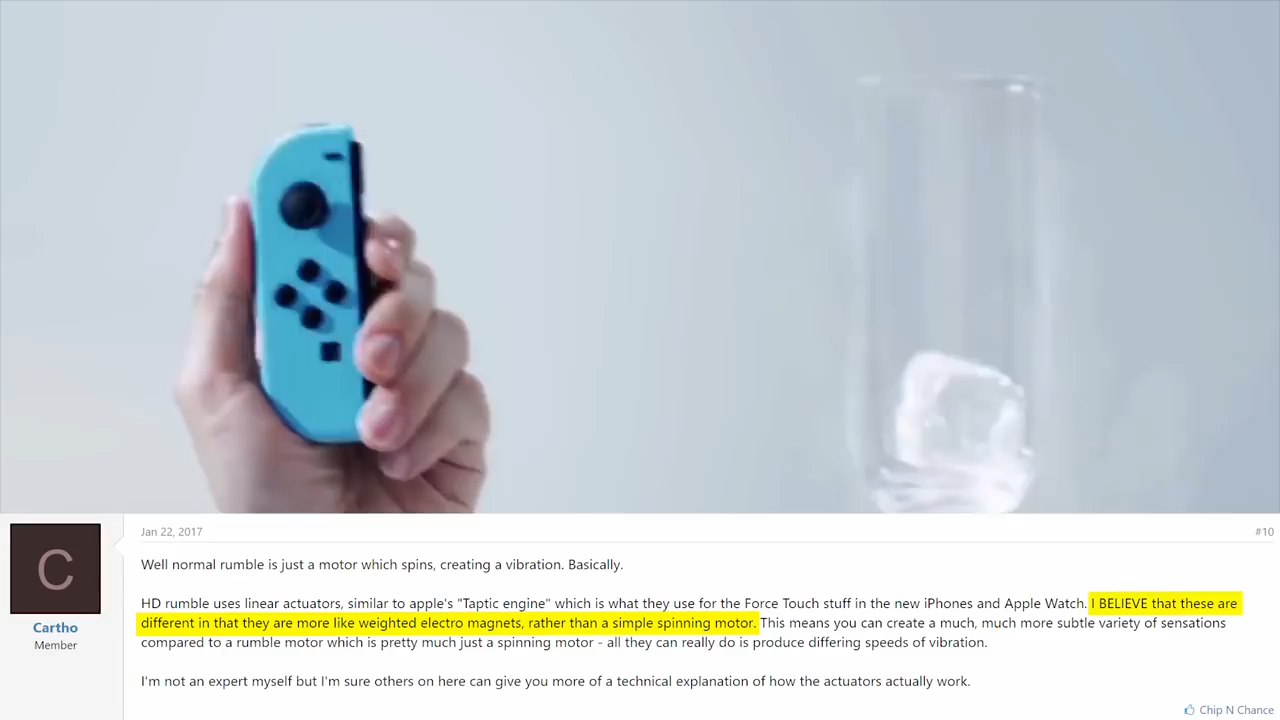 C
Cartho
Member
Jan 22, 2017
#10
Well normal rumble is just a motor which spins, creating a vibration. Basically.
HD rumble uses linear actuators, similar to apple's "Taptic engine" which is what they use for the Force Touch stuff in the new iPhones and Apple Watch. I BELIEVE that these are
different in that they are more like weighted electro magnets, rather than a simple spinning motor. This means you can create a much, much more subtle variety of sensations
compared to a rumble motor which is pretty much just a spinning motor - all they can really do is produce differing speeds of vibration.
I'm not an expert myself but I'm sure others on here can give you more of a technical explanation of how the actuators actually work.
Chip N Chance